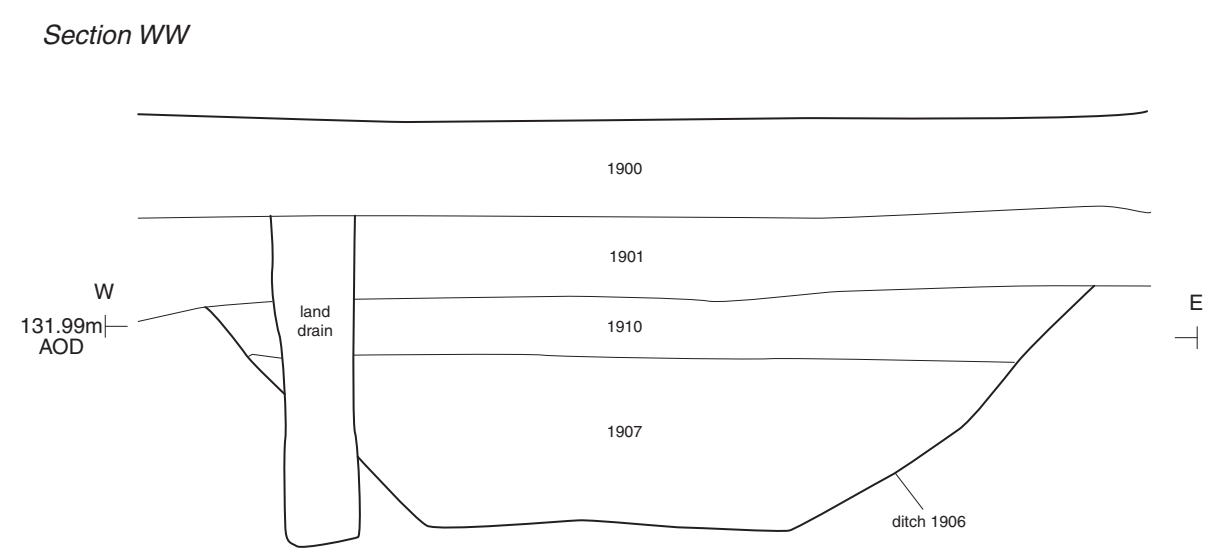 Section WW
1900
1901
W
E
land
drain
131.99m
AOD
1910
1907
ditch 1906